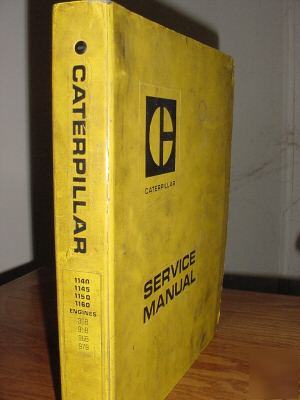 CATERPILLAR
1140
1145
1150
1160
ENGINES
C
CATERPILLAR
SERVICE
MANUAL